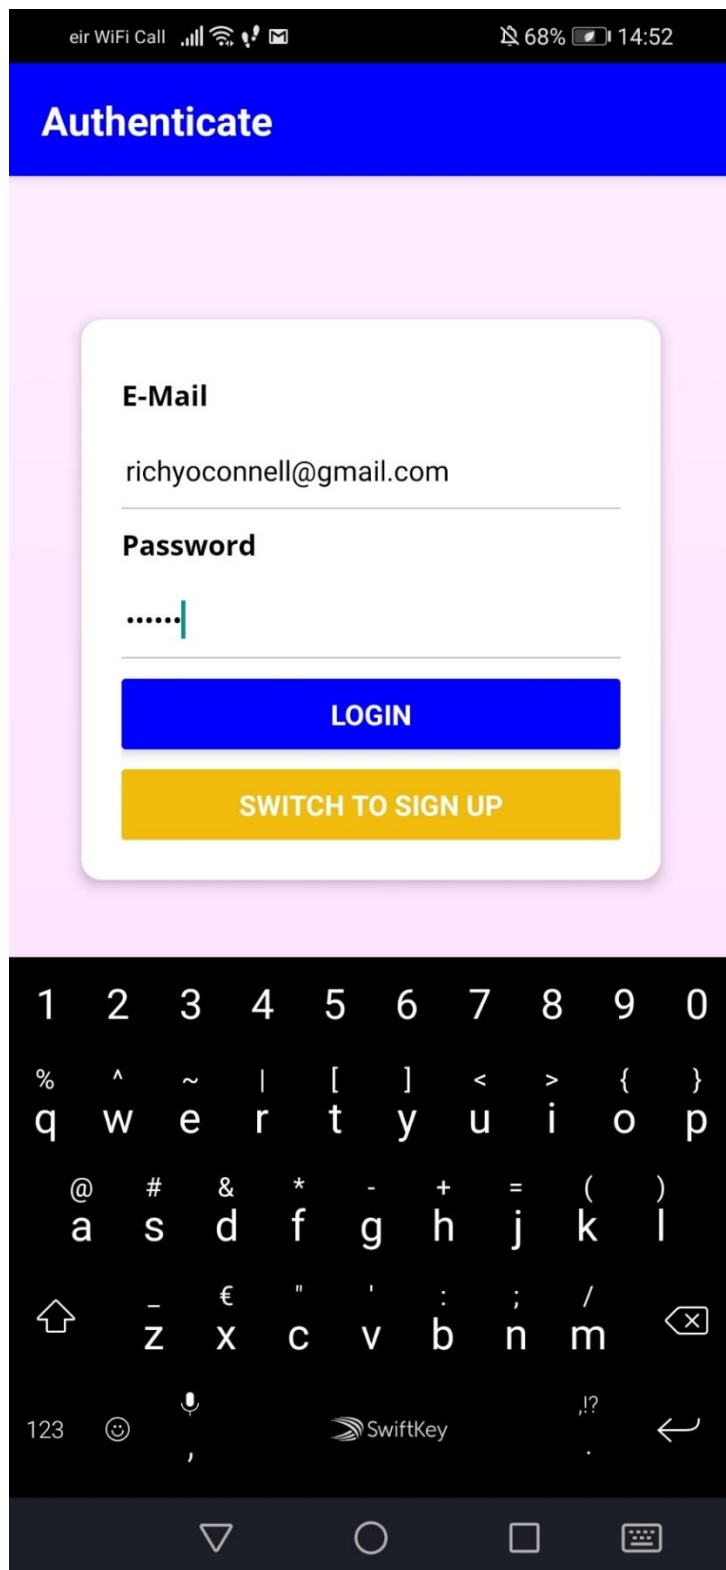 eir WiFi Call 68% 14:52
Authenticate
E-Mail
richyoconnell@gmail.com
Password
••••••
LOGIN
SWITCH TO SIGN UP
1 2 3 4 5 6 7 8 9 0
% ^ ~ | [ ] < > { }
q w e r t y u i o p
@ # & * - + = ( )
a s d f g h j k l
_ € " ' : ; /
z x c v b n m
,!?
123 SwiftKey
, .